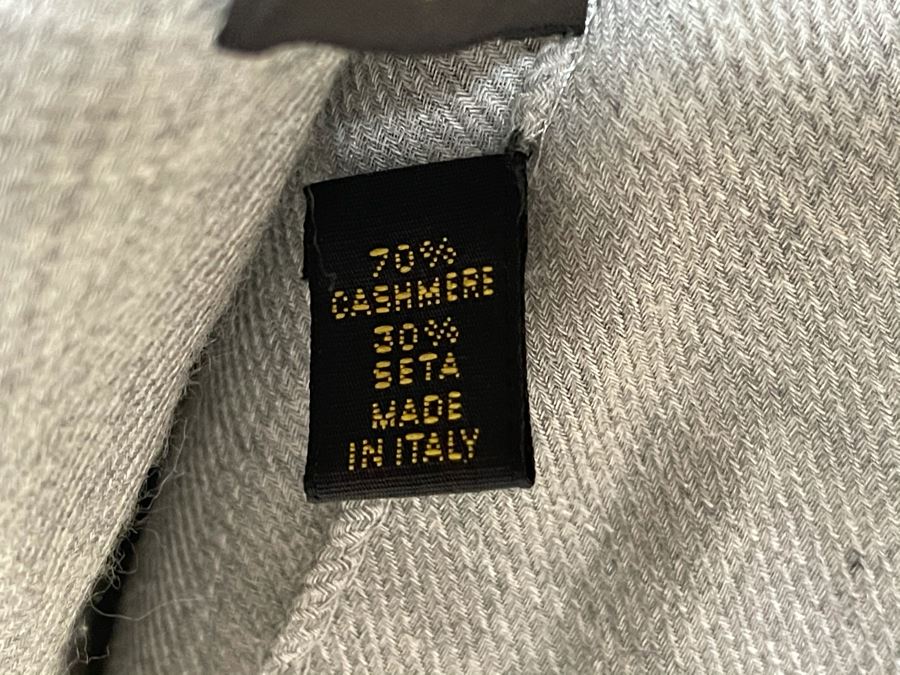 70%
CASHMERE
30%
SETA
MADE
IN ITALY